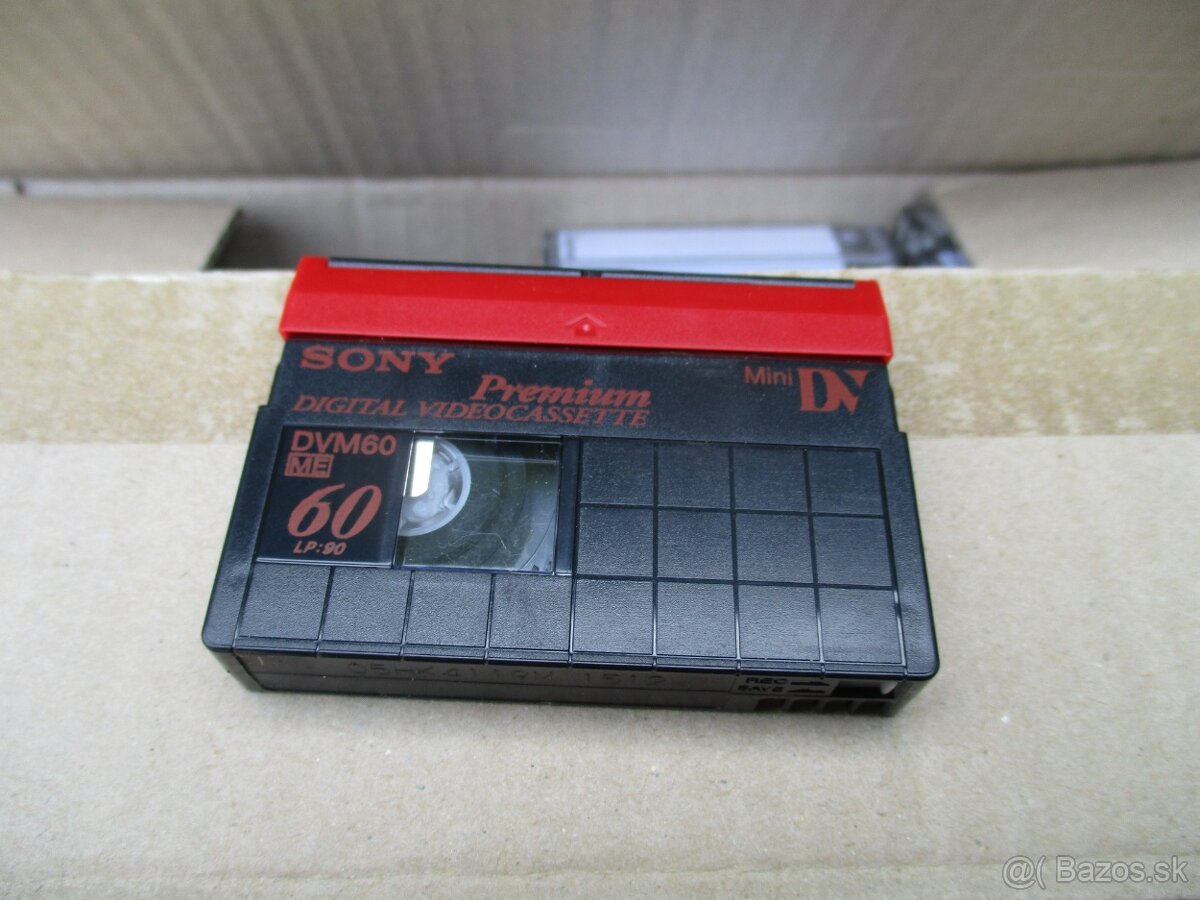 SONY
Premium
Mini DV
DIGITAL VIDEOCASSETTE
DVM60
ME
60
LP:90
REC
SAVE
@( Bazos.sk